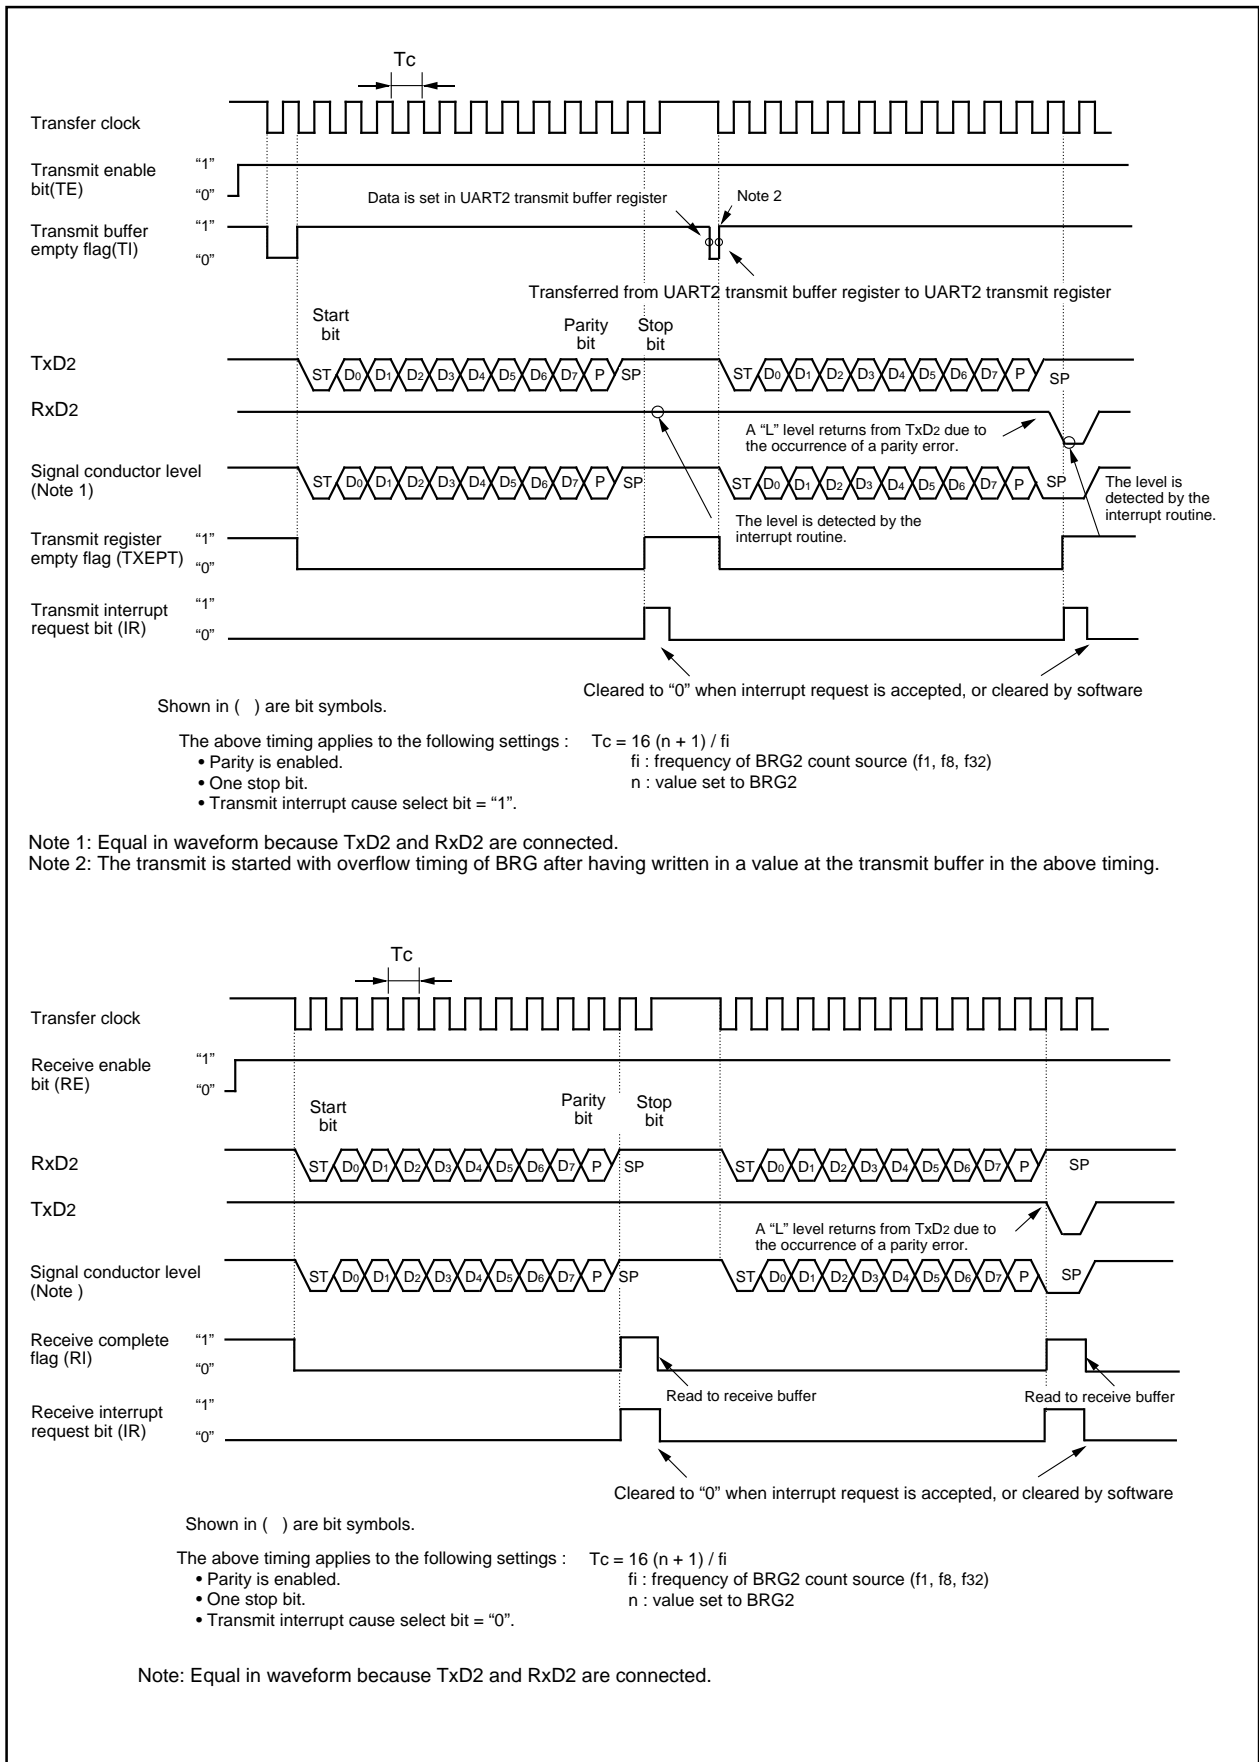 Tc
Transfer clock
Transmit enable
bit(TE)
“1”
“0”
Data is set in UART2 transmit buffer register
Note 2
Transmit buffer
empty flag(TI)
“1”
“0”
Transferred from UART2 transmit buffer register to UART2 transmit register
Start
bit
Parity
bit
Stop
bit
TxD2
ST D0 D1 D2 D3 D4 D5 D6 D7 P SP
ST D0 D1 D2 D3 D4 D5 D6 D7 P SP
RxD2
A “L” level returns from TxD2 due to
the occurrence of a parity error.
Signal conductor level
(Note 1)
ST D0 D1 D2 D3 D4 D5 D6 D7 P SP
ST D0 D1 D2 D3 D4 D5 D6 D7 P SP
The level is
detected by the
interrupt routine.
The level is detected by the
interrupt routine.
Transmit register
empty flag (TXEPT)
“1”
“0”
Transmit interrupt
request bit (IR)
“1”
“0”
Cleared to “0” when interrupt request is accepted, or cleared by software
Shown in ( ) are bit symbols.
The above timing applies to the following settings :
• Parity is enabled.
• One stop bit.
• Transmit interrupt cause select bit = “1”.
Tc = 16 (n + 1) / fi
fi : frequency of BRG2 count source (f1, f8, f32)
n : value set to BRG2
Note 1: Equal in waveform because TxD2 and RxD2 are connected.
Note 2: The transmit is started with overflow timing of BRG after having written in a value at the transmit buffer in the above timing.
Tc
Transfer clock
Receive enable
bit (RE)
“1”
“0”
Start
bit
Parity
bit
Stop
bit
RxD2
ST D0 D1 D2 D3 D4 D5 D6 D7 P SP
ST D0 D1 D2 D3 D4 D5 D6 D7 P SP
TxD2
A “L” level returns from TxD2 due to
the occurrence of a parity error.
Signal conductor level
(Note )
ST D0 D1 D2 D3 D4 D5 D6 D7 P SP
ST D0 D1 D2 D3 D4 D5 D6 D7 P SP
Receive complete
flag (RI)
“1”
“0”
Read to receive buffer
Read to receive buffer
Receive interrupt
request bit (IR)
“1”
“0”
Cleared to “0” when interrupt request is accepted, or cleared by software
Shown in ( ) are bit symbols.
The above timing applies to the following settings :
• Parity is enabled.
• One stop bit.
• Transmit interrupt cause select bit = “0”.
Tc = 16 (n + 1) / fi
fi : frequency of BRG2 count source (f1, f8, f32)
n : value set to BRG2
Note: Equal in waveform because TxD2 and RxD2 are connected.